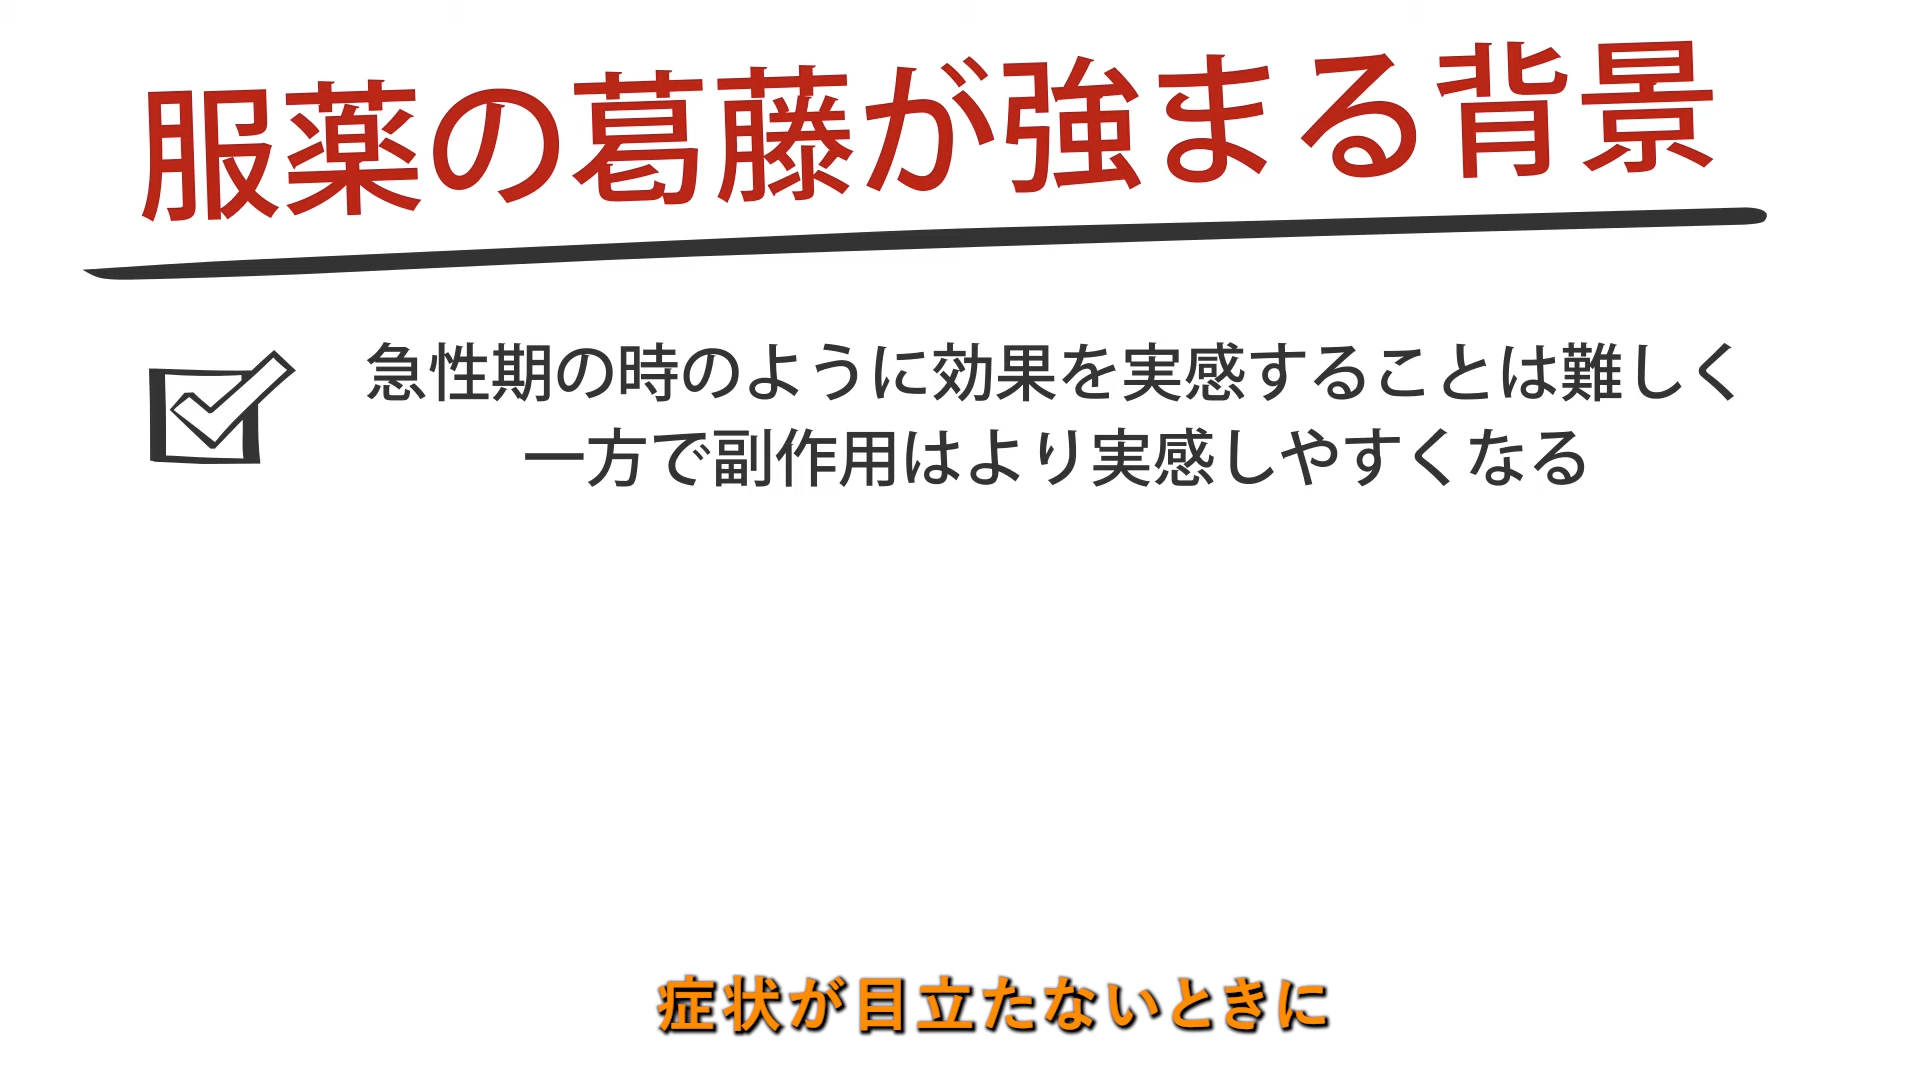 服薬の葛藤が強まる背景
急性期の時のように効果を実感することは難しく
一方で副作用はより実感しやすくなる
症状が目立たないときに